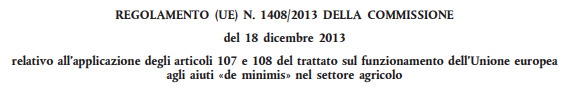 REGOLAMENTO (UE) N. 1408/2013 DELLA COMMISSIONE
del 18 dicembre 2013
relativo all'applicazione degli articoli 107 e 108 del trattato sul funzionamento dell'Unione europea
agli aiuti «de minimis» nel settore agricolo